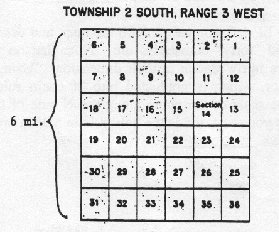 TOWNSHIP 2 SOUTH, RANGE 3 WEST
6 5 4 3 2 1
7 8 9 10 11 12
18 17 16 15 Section 14 13
6 mi.
19 20 21 22 23 24
30 29 28 27 26 25
31 32 33 34 35 36